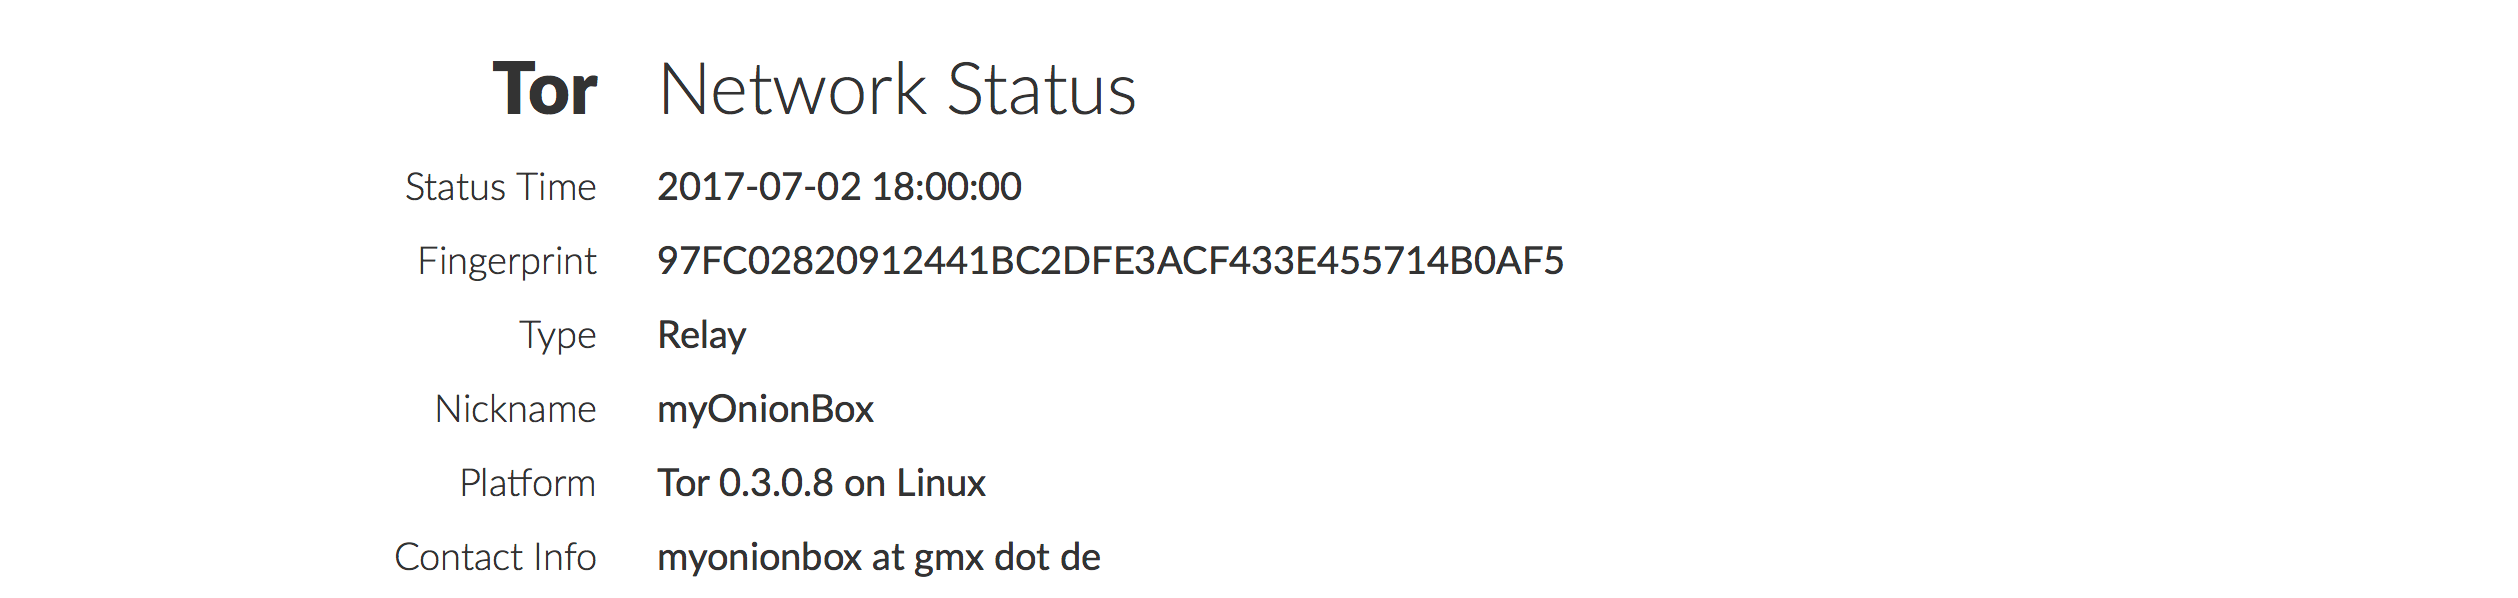 Tor Network Status
Status Time 2017-07-02 18:00:00
Fingerprint 97FC02820912441BC2DFE3ACF433E455714B0AF5
Type Relay
Nickname myOnionBox
Platform Tor 0.3.0.8 on Linux
Contact Info myonionbox at gmx dot de